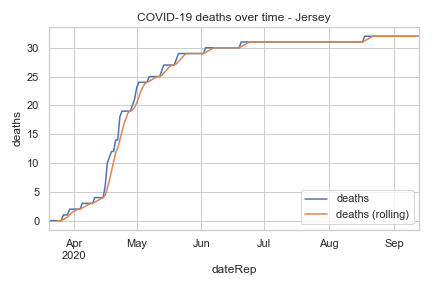 COVID-19 deaths over time - Jersey
deaths
30
25
20
15
10
5
0
deaths
deaths (rolling)
Apr May Jun Jul Aug Sep
2020
dateRep